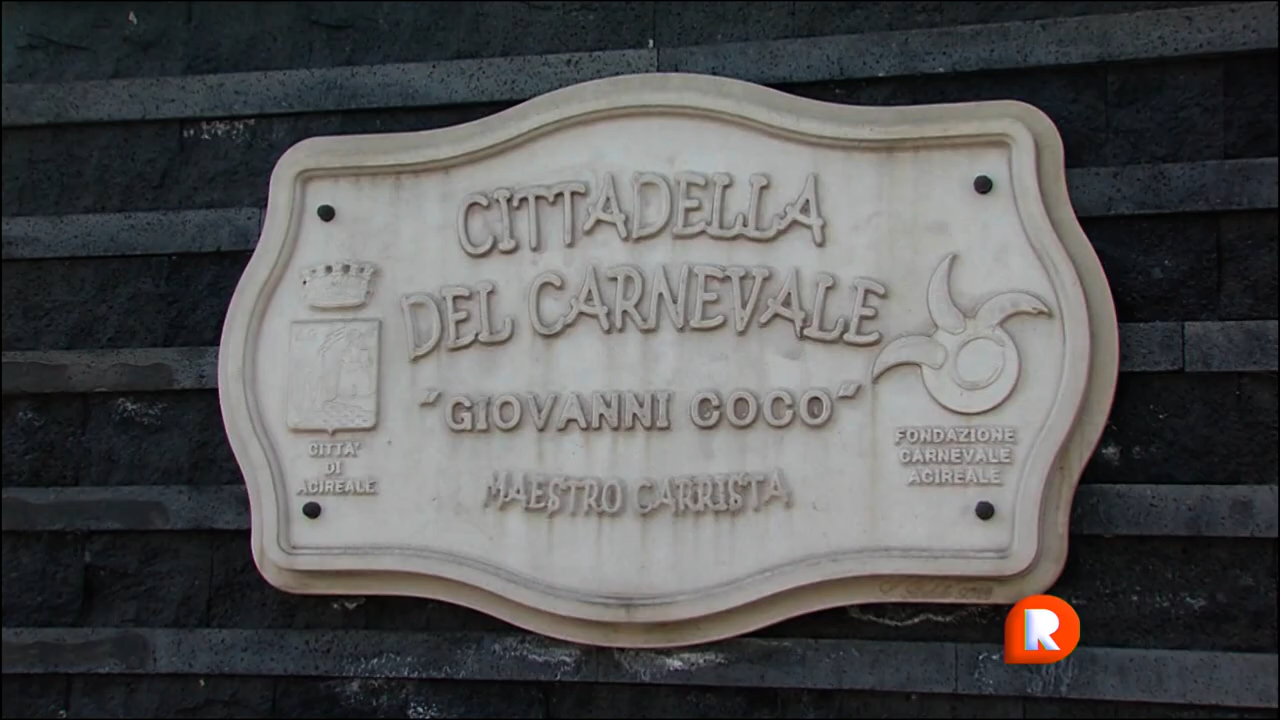 CITTADELLA
DEL CARNEVALE
"GIOVANNI COCO"
MAESTRO CARRISTA
CITTA'
DI
ACIREALE
FONDAZIONE
CARNEVALE
ACIREALE
R